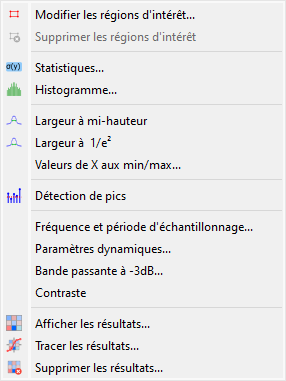 Modifier les régions d'intérêt...
Supprimer les régions d'intérêt
σ(y) Statistiques...
Histogramme...
Largeur à mi-hauteur
Largeur à 1/e²
Valeurs de X aux min/max...
Détection de pics
Fréquence et période d'échantillonnage...
Paramètres dynamiques...
Bande passante à -3dB...
Contraste
Afficher les résultats...
Tracer les résultats...
Supprimer les résultats...